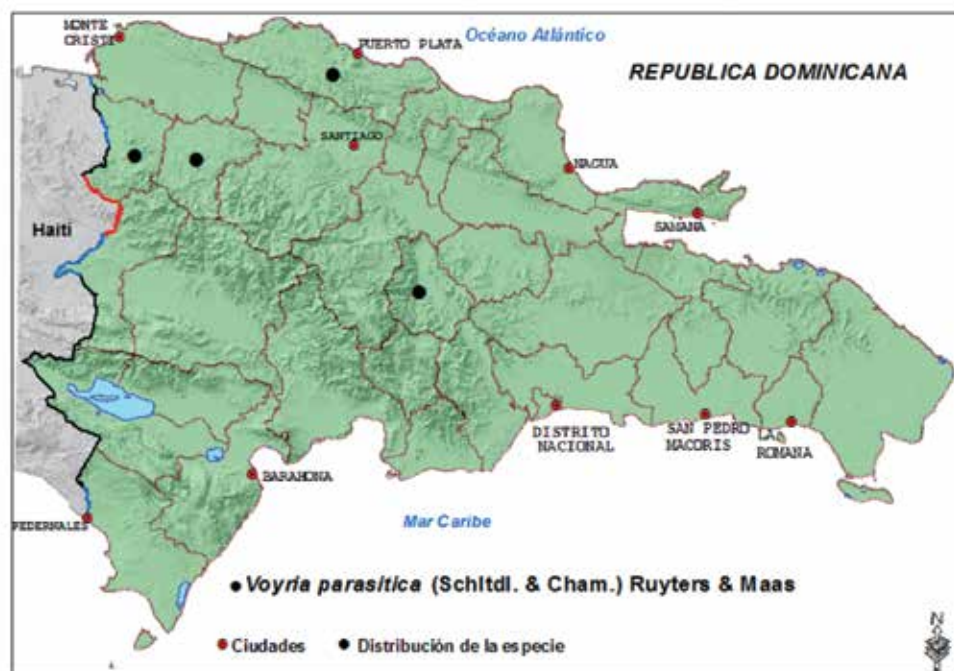 MONTE
CRISTI
PUERTO PLATA
Océano Atlántico
REPUBLICA DOMINICANA
SANTIAGO
NAGUA
SAMANA
Haití
DISTRITO
NACIONAL
SAN PEDRO
MACORIS
LA
ROMANA
BARAHONA
PEDERNALES
Mar Caribe
Voyria parasitica (Schltdl. & Cham.) Ruyters & Maas
Ciudades
Distribución de la especie
N